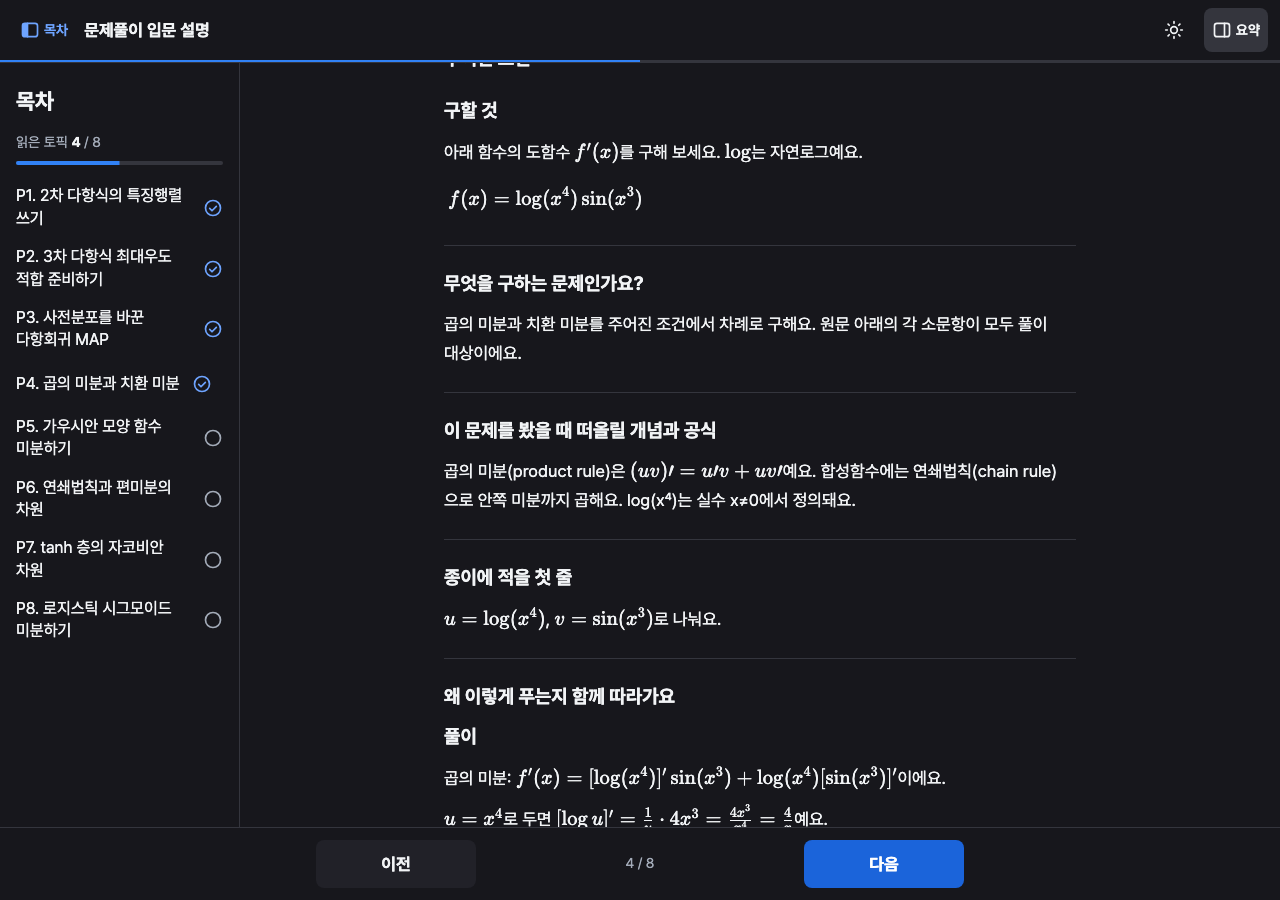 목차
문제풀이 입문 설명
요약
목차
읽은 토픽 4 / 8
P1. 2차 다항식의 특징행렬
쓰기
P2. 3차 다항식 최대우도
적합 준비하기
P3. 사전분포를 바꾼
다항회귀 MAP
P4. 곱의 미분과 치환 미분
P5. 가우시안 모양 함수
미분하기
P6. 연쇄법칙과 편미분의
차원
P7. tanh 층의 자코비안
차원
P8. 로지스틱 시그모이드
미분하기
구할 것
아래 함수의 도함수 f′(x)를 구해 보세요. log는 자연로그예요.
f(x) = log(x⁴) sin(x³)
무엇을 구하는 문제인가요?
곱의 미분과 치환 미분를 주어진 조건에서 차례로 구해요. 원문 아래의 각 소문항이 모두 풀이
대상이에요.
이 문제를 봤을 때 떠올릴 개념과 공식
곱의 미분(product rule)은 (uv)′ = u′v + uv′예요. 합성함수에는 연쇄법칙(chain rule)
으로 안쪽 미분까지 곱해요. log(x⁴)는 실수 x≠0에서 정의돼요.
종이에 적을 첫 줄
u = log(x⁴), v = sin(x³)로 나눠요.
왜 이렇게 푸는지 함께 따라가요
풀이
곱의 미분: f′(x) = [log(x⁴)]′ sin(x³) + log(x⁴)[sin(x³)]′이에요.
u = x⁴로 두면 [log u]′ = 1/u · 4x³ = 4x³/x⁴ = 4/x예요.
이전
4 / 8
다음